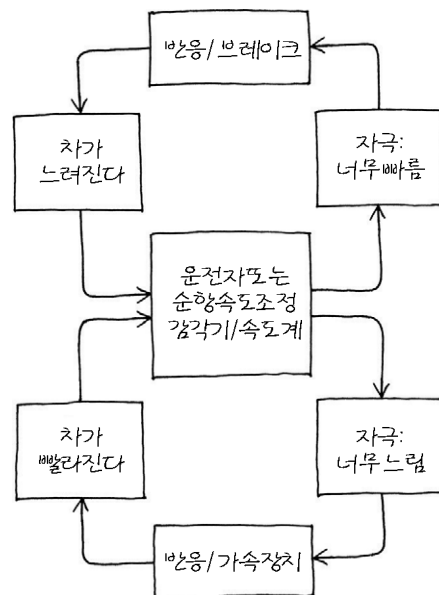 반응/브레이크
차가
느려진다
자극:
너무빠름
운전자또는
순항속도조정
감각기/속도계
차가
빨라진다
자극:
너무느림
반응/가속장치